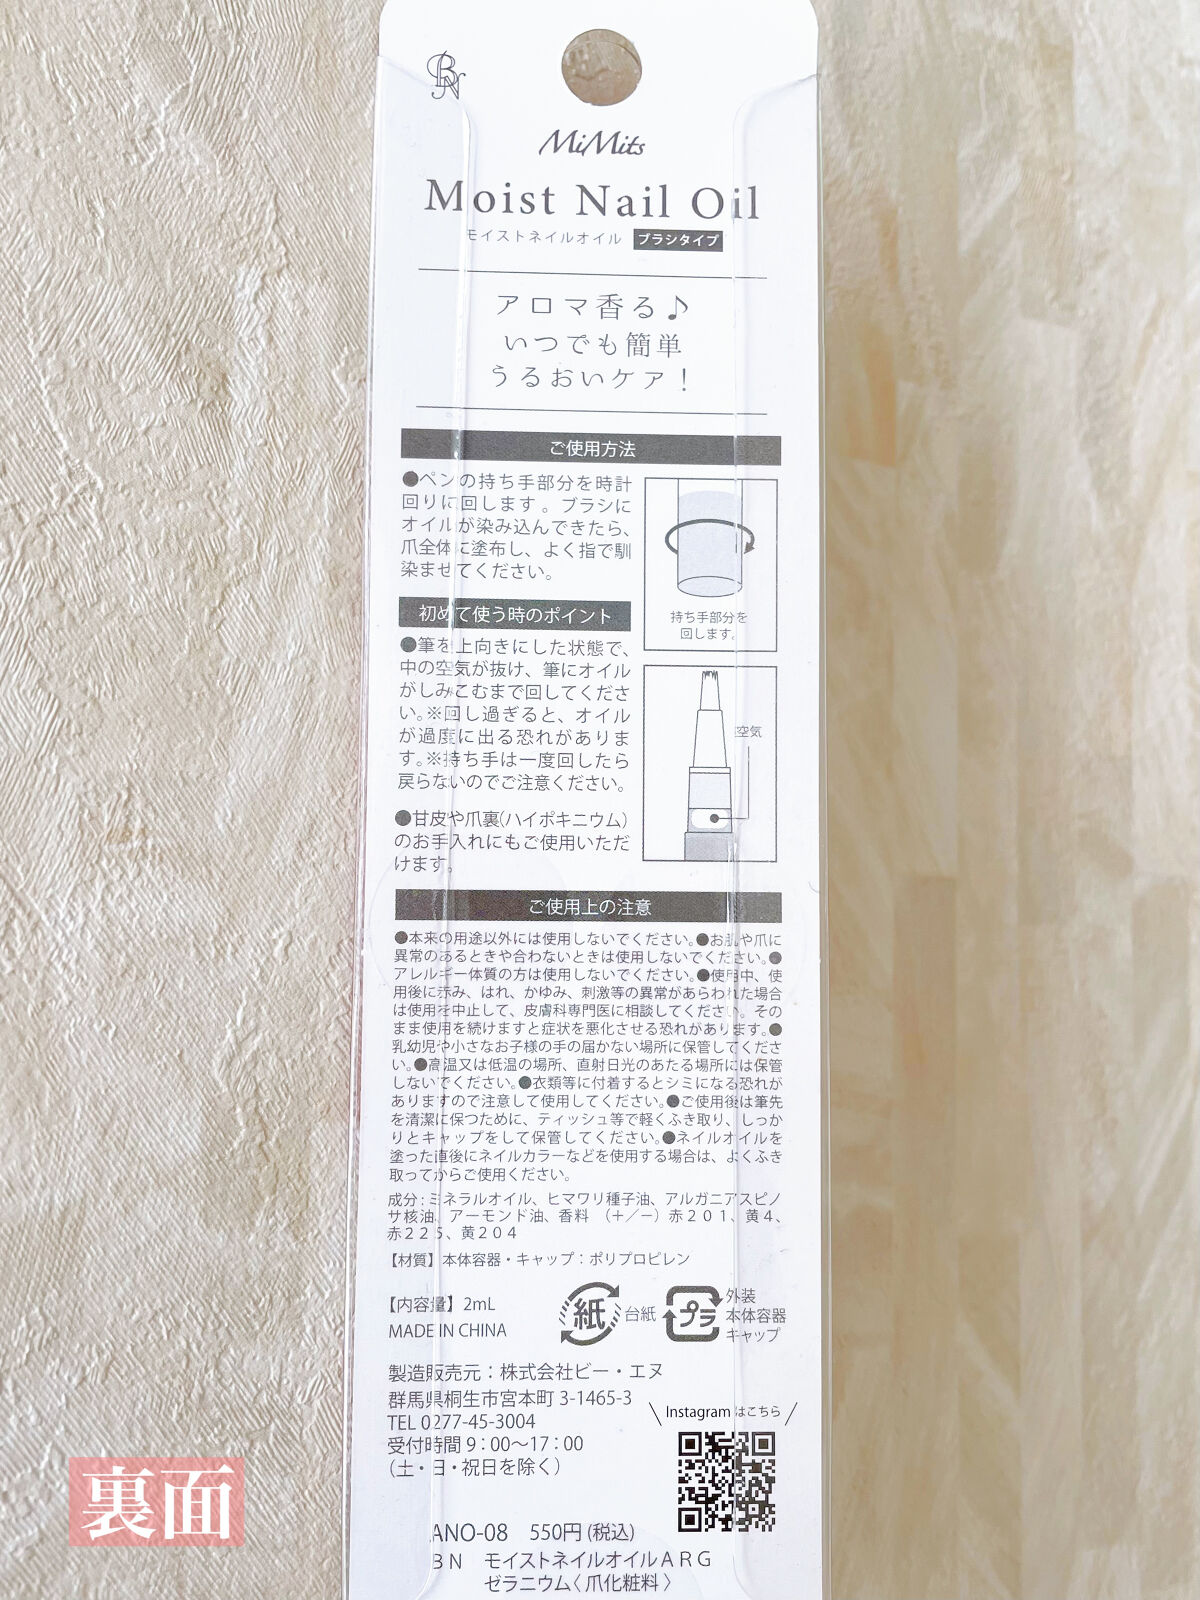 BN
MiMits
Moist Nail Oil
モイストネイルオイル ブラシタイプ
アロマ香る♪
いつでも簡単
うるおいケア！
ご使用方法
●ペンの持ち手部分を時計
回りに回します。ブラシに
オイルが染み込んできたら、
爪全体に塗布し、よく指で馴
染ませてください。
持ち手部分を
回します。
初めて使う時のポイント
●筆を上向きにした状態で、
中の空気が抜け、筆にオイル
がしみこむまで回してくださ
い。※回し過ぎると、オイル
が過度に出る恐れがありま
す。※持ち手は一度回したら
戻らないのでご注意ください。
空気
●甘皮や爪裏(ハイポキニウム)
のお手入れにもご使用いただ
けます。
ご使用上の注意
●本来の用途以外には使用しないでください。●お肌や爪に
異常のあるときや合わないときは使用しないでください。●
アレルギー体質の方は使用しないでください。●使用中、使
用後に赤み、はれ、かゆみ、刺激等の異常があらわれた場合
は使用を中止して、皮膚科専門医に相談してください。その
まま使用を続けますと症状を悪化させる恐れがあります。●
乳幼児や小さなお子様の手の届かない場所に保管してくださ
い。●高温又は低温の場所、直射日光のあたる場所には保管
しないでください。●衣類等に付着するとシミになる恐れが
ありますので注意して使用してください。●ご使用後は筆先
を清潔に保つために、ティッシュ等で軽くふき取り、しっか
りとキャップをして保管してください。●ネイルオイルを
塗った直後にネイルカラーなどを使用する場合は、よくふき
取ってからご使用ください。
成分：ミネラルオイル、ヒマワリ種子油、アルガニアスピノ
サ核油、アーモンド油、香料 （＋／－）赤２０１、黄４、
赤２２５、黄２０４
【材質】本体容器・キャップ：ポリプロピレン
【内容量】2mL
MADE IN CHINA
紙 台紙
プラ 外装
本体容器
キャップ
製造販売元：株式会社ビー・エヌ
群馬県桐生市宮本町 3-1465-3
TEL 0277-45-3004
受付時間 9：00〜17：00
（土・日・祝日を除く）
\ Instagram はこちら /
ANO-08 550円(税込)
BN モイストネイルオイルＡＲＧ
ゼラニウム〈爪化粧料〉
裏面